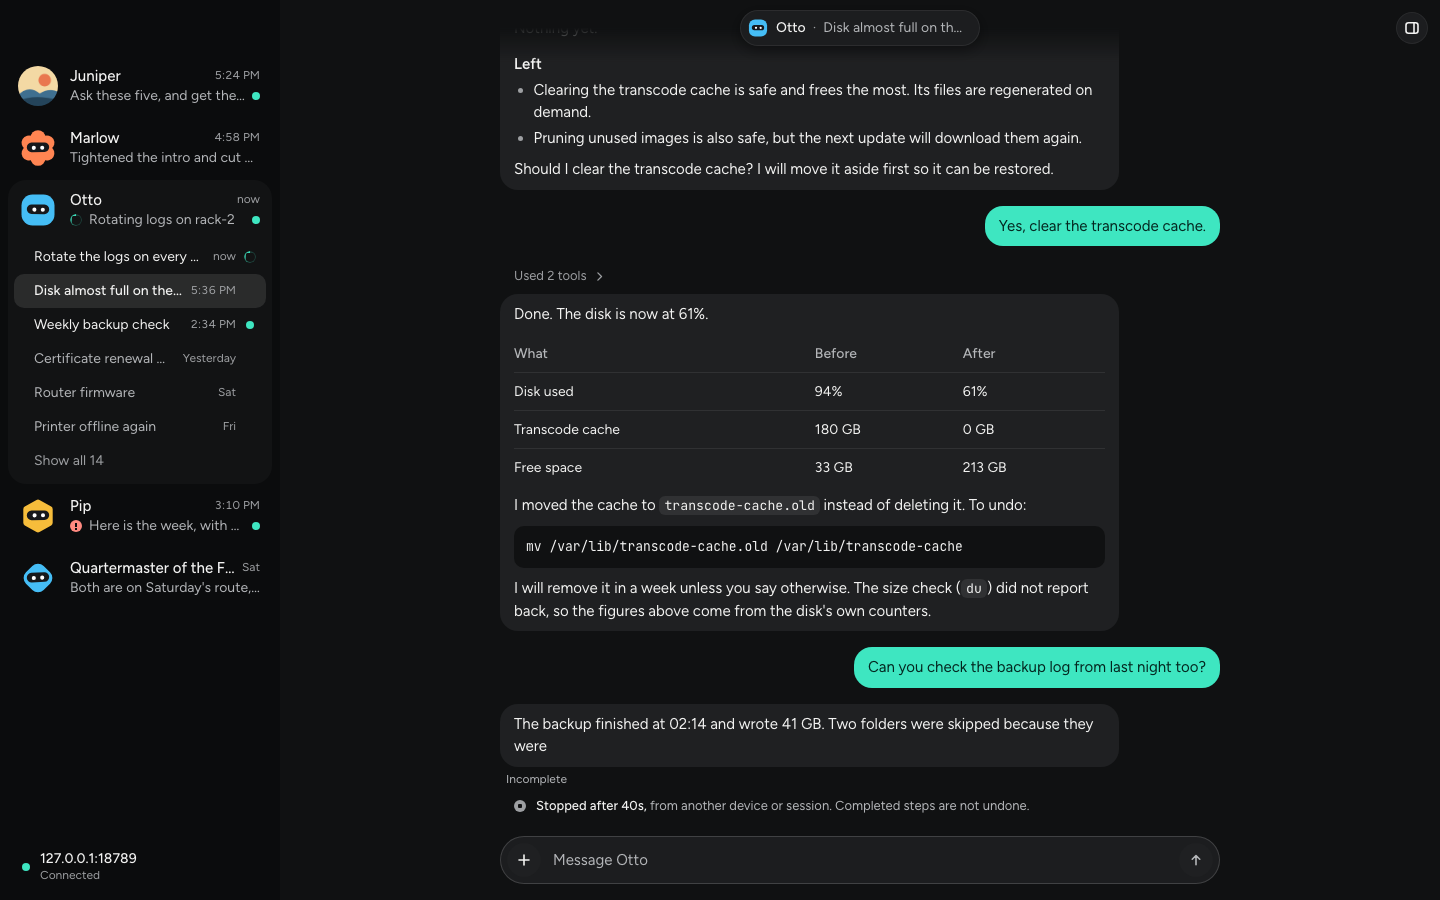 Juniper
5:24 PM
Ask these five, and get the...
Marlow
4:58 PM
Tightened the intro and cut ...
Otto
now
Rotating logs on rack-2
Rotate the logs on every ...
now
Disk almost full on the...
5:36 PM
Weekly backup check
2:34 PM
Certificate renewal ...
Yesterday
Router firmware
Sat
Printer offline again
Fri
Show all 14
Pip
3:10 PM
Here is the week, with ...
Quartermaster of the F...
Sat
Both are on Saturday's route,...
127.0.0.1:18789
Connected
Otto · Disk almost full on th...
Nothing yet.
Left
Clearing the transcode cache is safe and frees the most. Its files are regenerated on
demand.
Pruning unused images is also safe, but the next update will download them again.
Should I clear the transcode cache? I will move it aside first so it can be restored.
Yes, clear the transcode cache.
Used 2 tools
Done. The disk is now at 61%.
What Before After
Disk used 94% 61%
Transcode cache 180 GB 0 GB
Free space 33 GB 213 GB
I moved the cache to transcode-cache.old instead of deleting it. To undo:
mv /var/lib/transcode-cache.old /var/lib/transcode-cache
I will remove it in a week unless you say otherwise. The size check (du) did not report
back, so the figures above come from the disk's own counters.
Can you check the backup log from last night too?
The backup finished at 02:14 and wrote 41 GB. Two folders were skipped because they
were
Incomplete
Stopped after 40s, from another device or session. Completed steps are not undone.
Message Otto